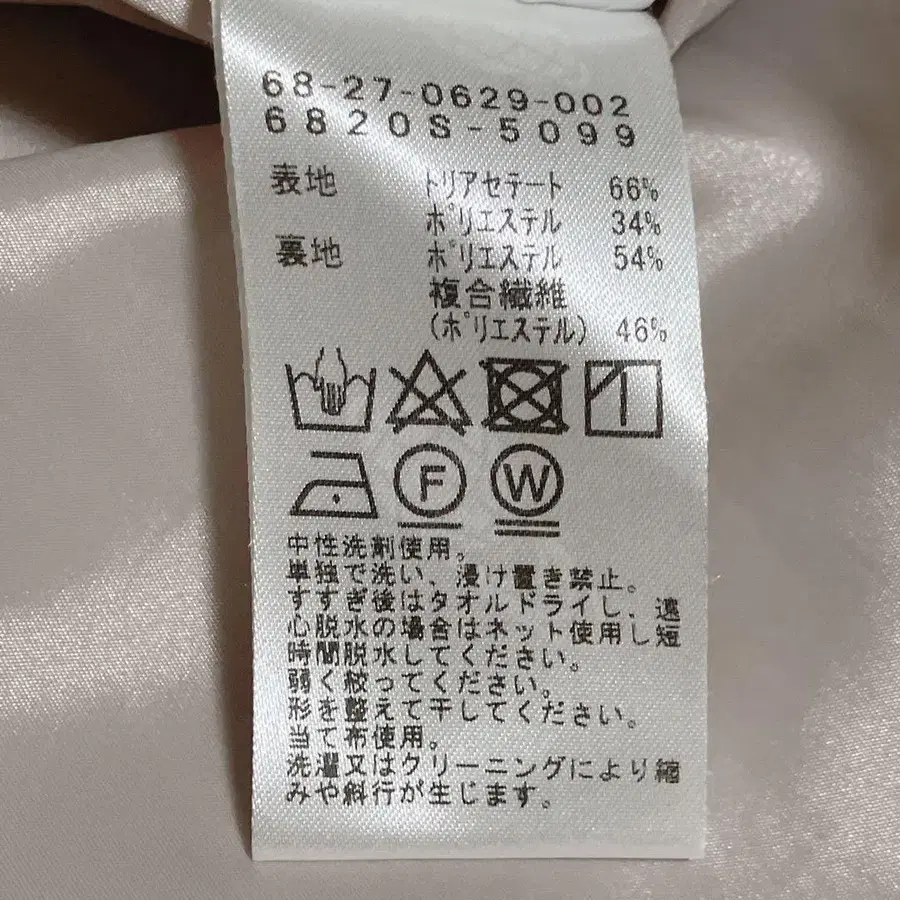 68-27-0629-002
6820S-5099
表地 トリアセテート 66%
ポリエステル 34%
裏地 ポリエステル 54%
複合繊維
(ポリエステル) 46%
F W
中性洗剤使用。
単独で洗い、浸け置き禁止。
すすぎ後はタオルドライし、遠
心脱水の場合はネット使用し短
時間脱水してください。
弱く絞ってください。
形を整えて干してください。
当て布使用。
洗濯又はクリーニングにより縮
みや斜行が生じます。